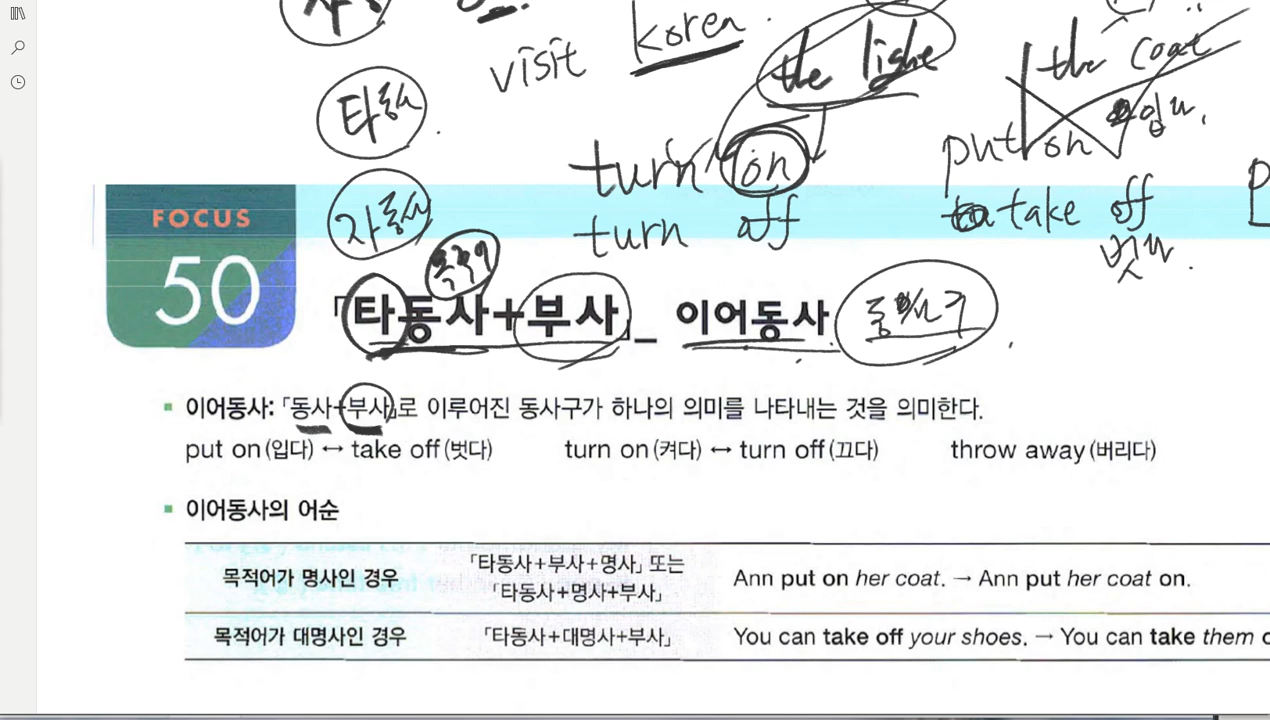 visit korea.
the light
the coat
타동사.
입다.
turn on
put on
FOCUS
자동사
take off
turn off
벗다.
50
목적어
「타동사+부사」_ 이어동사 동사구.
이어동사: 「동사+부사」로 이루어진 동사구가 하나의 의미를 나타내는 것을 의미한다.
put on(입다) ↔ take off(벗다) turn on(켜다) ↔ turn off(끄다) throw away(버리다)
이어동사의 어순
목적어가 명사인 경우 「타동사+부사+명사」 또는 「타동사+명사+부사」 Ann put on her coat. → Ann put her coat on.
목적어가 대명사인 경우 「타동사+대명사+부사」 You can take off your shoes. → You can take them